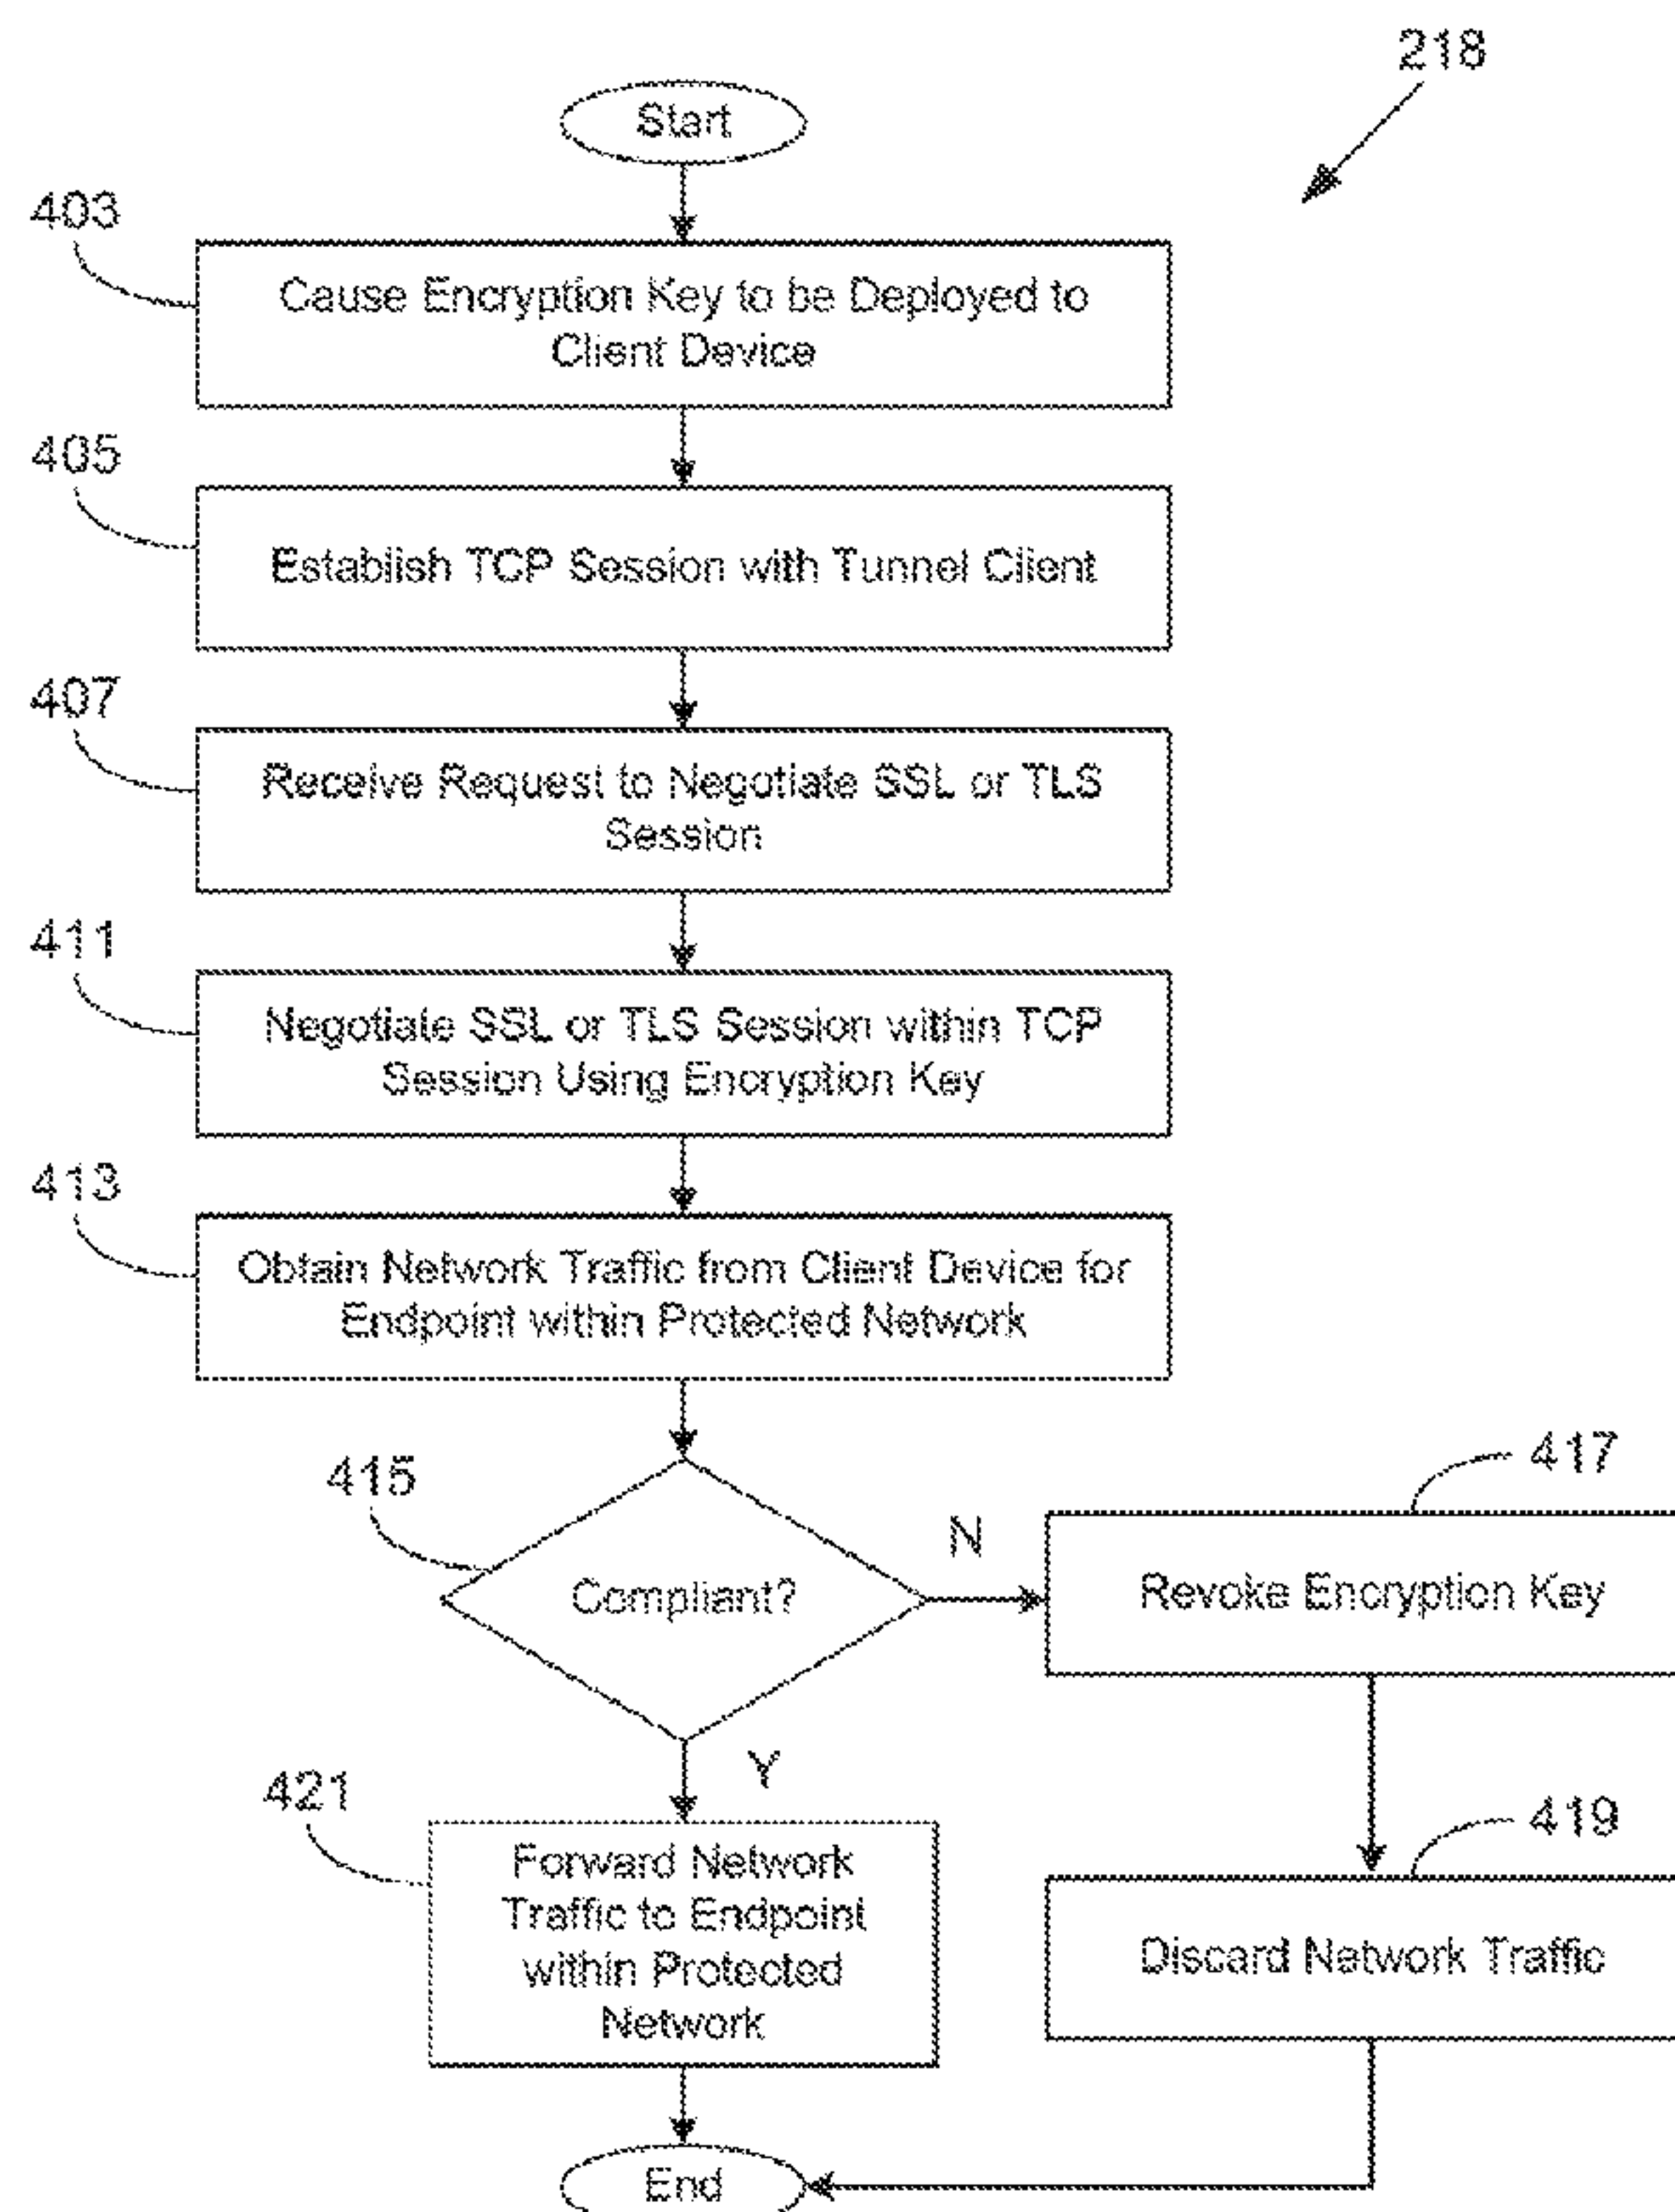 218
Start
403
Cause Encryption Key to be Deployed to
Client Device
405
Establish TCP Session with Tunnel Client
407
Receive Request to Negotiate SSL or TLS
Session
411
Negotiate SSL or TLS Session within TCP
Session Using Encryption Key
413
Obtain Network Traffic from Client Device for
Endpoint within Protected Network
415
Compliant?
N
417
Revoke Encryption Key
Y
421
Forward Network
Traffic to Endpoint
within Protected
Network
419
Discard Network Traffic
End